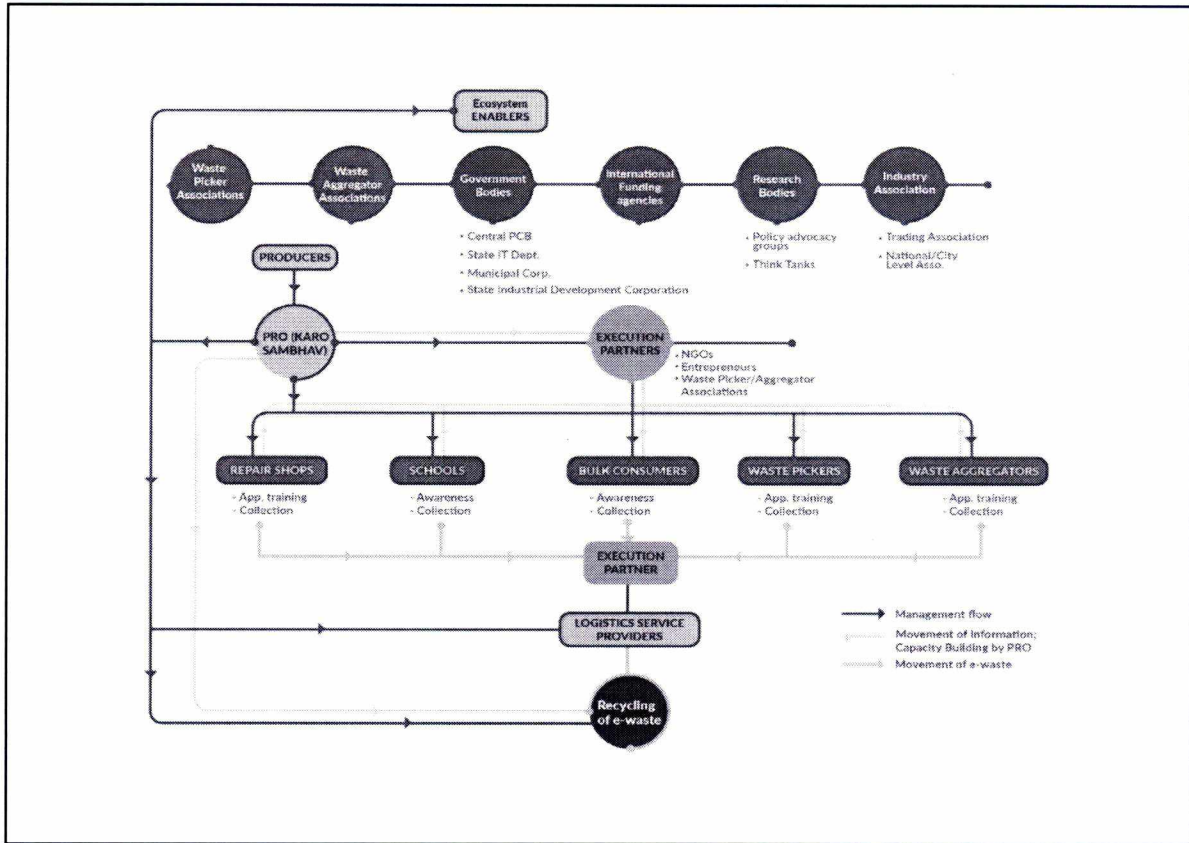 Ecosystem
ENABLERS
Waste
Picker
Associations
Waste
Aggregator
Associations
Government
Bodies
International
Funding
agencies
Research
Bodies
Industry
Association
• Central PCB
• State IT Dept.
• Municipal Corp.
• State Industrial Development Corporation
• Policy advocacy
groups
• Think Tanks
• Trading Association
• National/City
Level Asso.
PRODUCERS
PRO (KARO
SAMBHAV)
EXECUTION
PARTNERS
• NGOs
• Entrepreneurs
• Waste Picker/Aggregator
Associations
REPAIR SHOPS
SCHOOLS
BULK CONSUMERS
WASTE PICKERS
WASTE AGGREGATORS
- App. training
- Collection
- Awareness
- Collection
- Awareness
- Collection
- App. training
- Collection
- App. training
- Collection
EXECUTION
PARTNER
LOGISTICS SERVICE
PROVIDERS
Recycling
of e-waste
Management flow
Movement of Information;
Capacity Building by PRO
Movement of e-waste